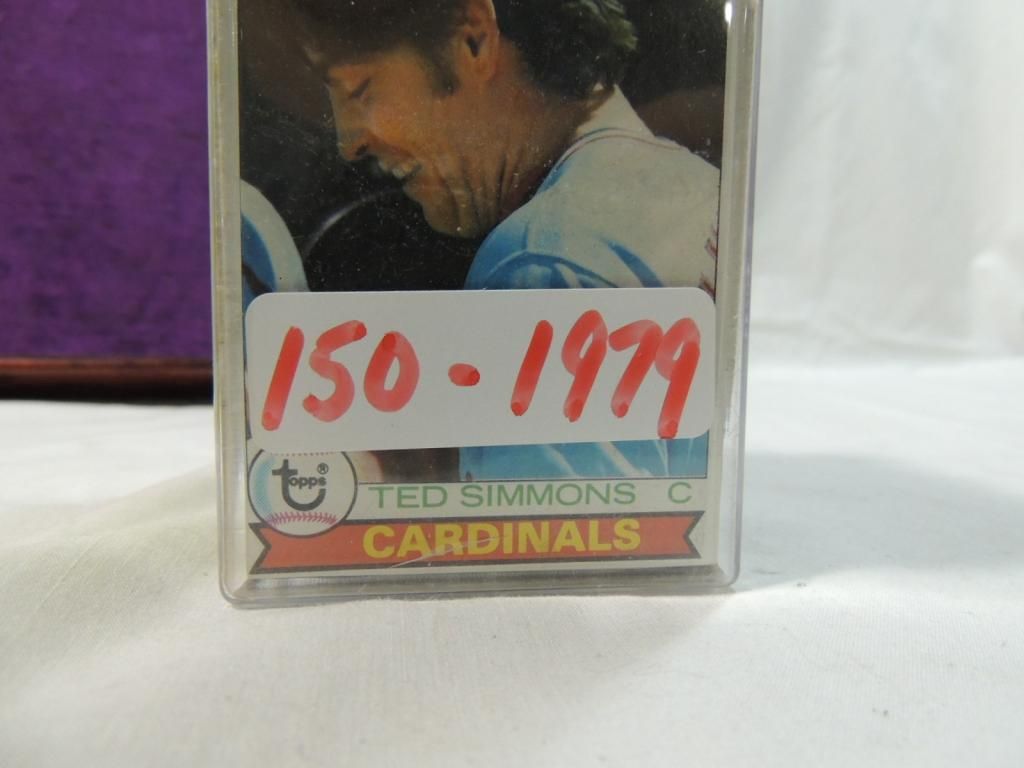 150 - 1979
topps®
TED SIMMONS C
CARDINALS